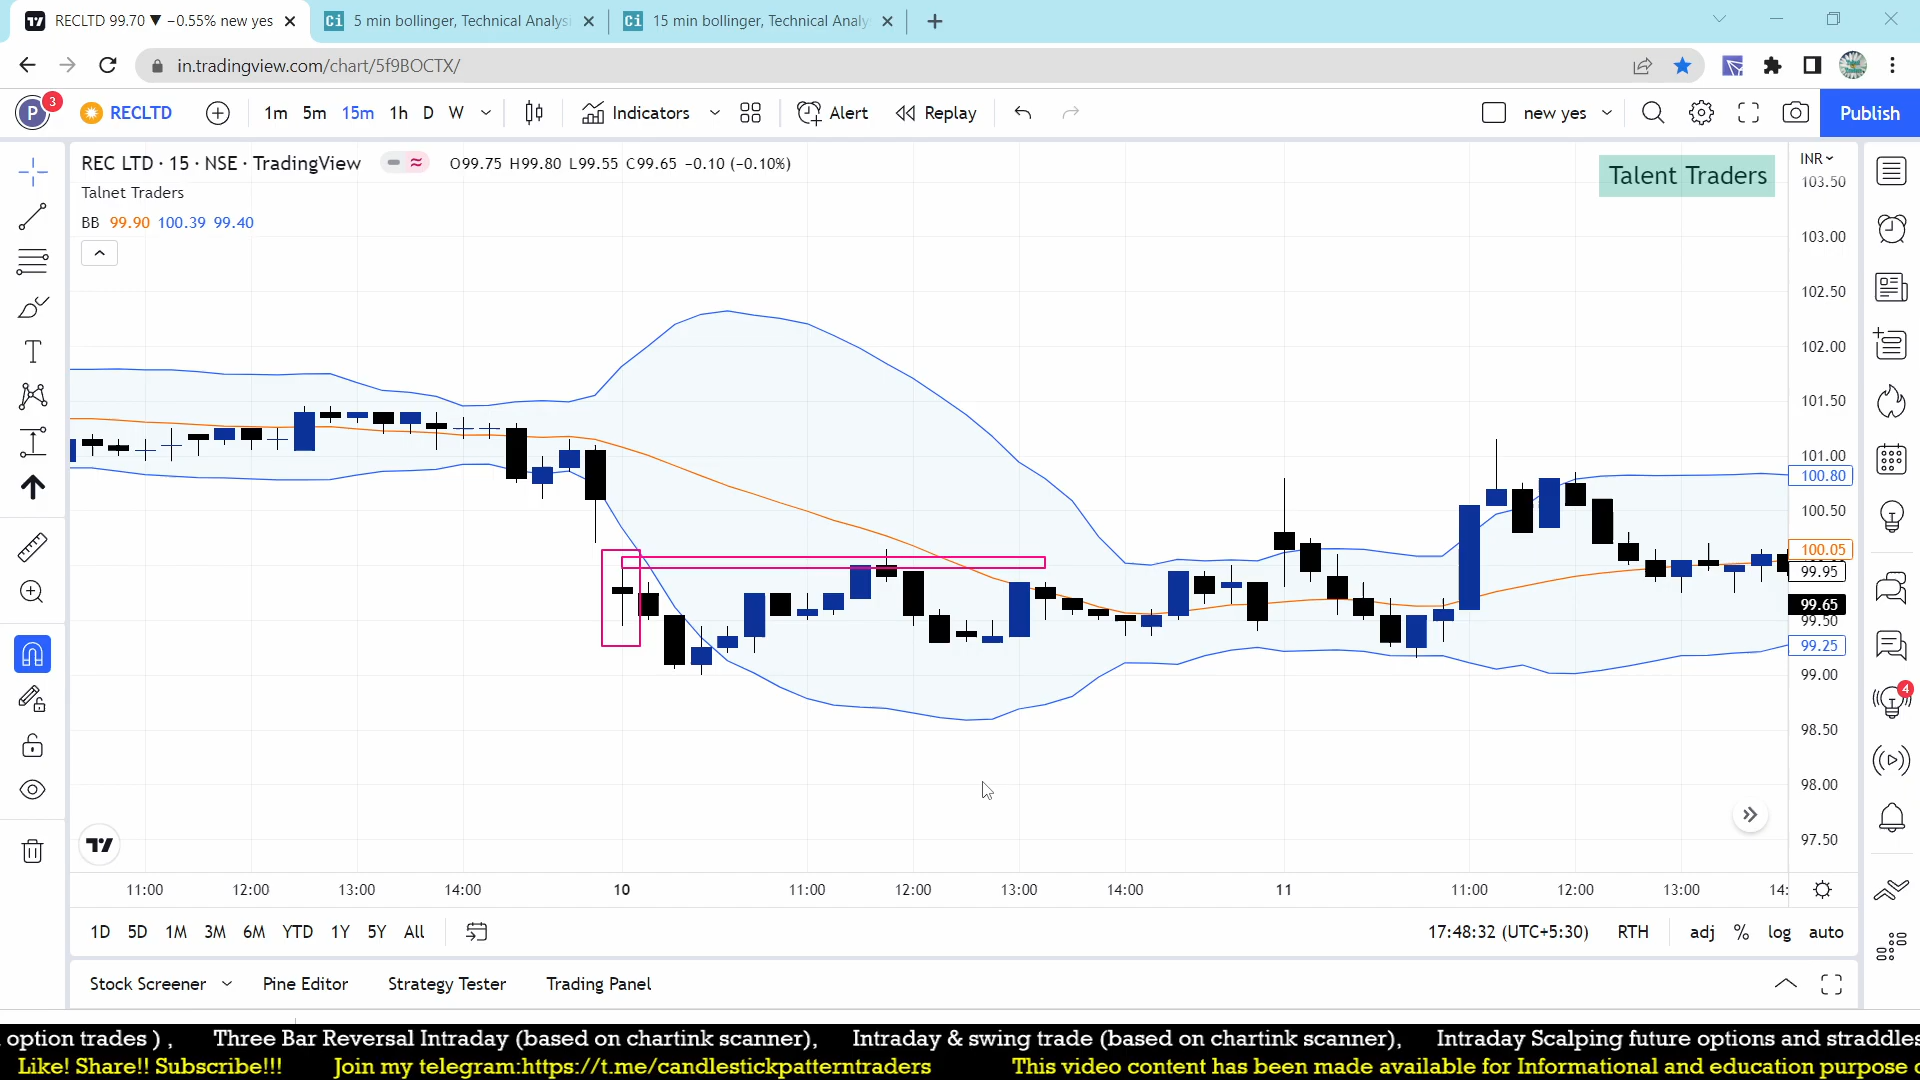 RECLTD 99.70 ▼ −0.55% new yes
5 min bollinger, Technical Analys
15 min bollinger, Technical Analy
in.tradingview.com/chart/5f9BOCTX/
P 3
RECLTD
1m 5m 15m 1h D W
Indicators
Alert
Replay
new yes
Publish
REC LTD · 15 · NSE · TradingView
O99.75 H99.80 L99.55 C99.65 −0.10 (−0.10%)
Talnet Traders
BB 99.90 100.39 99.40
Talent Traders
INR
103.50
103.00
102.50
102.00
101.50
101.00
100.80
100.50
100.05
99.95
99.65
99.50
99.25
99.00
98.50
98.00
97.50
4
11:00 12:00 13:00 14:00 10 11:00 12:00 13:00 14:00 11 11:00 12:00 13:00 14:
1D 5D 1M 3M 6M YTD 1Y 5Y All
17:48:32 (UTC+5:30) RTH adj % log auto
Stock Screener Pine Editor Strategy Tester Trading Panel
option trades ) , Three Bar Reversal Intraday (based on chartink scanner), Intraday & swing trade (based on chartink scanner), Intraday Scalping future options and straddles
Like! Share!! Subscribe!!! Join my telegram:https://t.me/candlestickpatterntraders This video content has been made available for Informational and education purpose